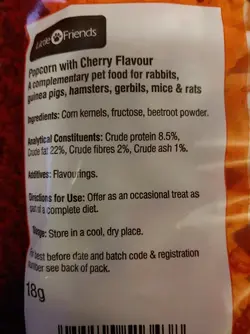 Little Friends
Popcorn with Cherry Flavour
A complementary pet food for rabbits,
guinea pigs, hamsters, gerbils, mice & rats
Ingredients: Corn kernels, fructose, beetroot powder.
Analytical Constituents: Crude protein 8.5%,
Crude fat 22%, Crude fibres 2%, Crude ash 1%.
Additives: Flavourings.
Directions for Use: Offer as an occasional treat as
part of a complete diet.
Storage: Store in a cool, dry place.
For best before date and batch code & registration
number see back of pack.
18g